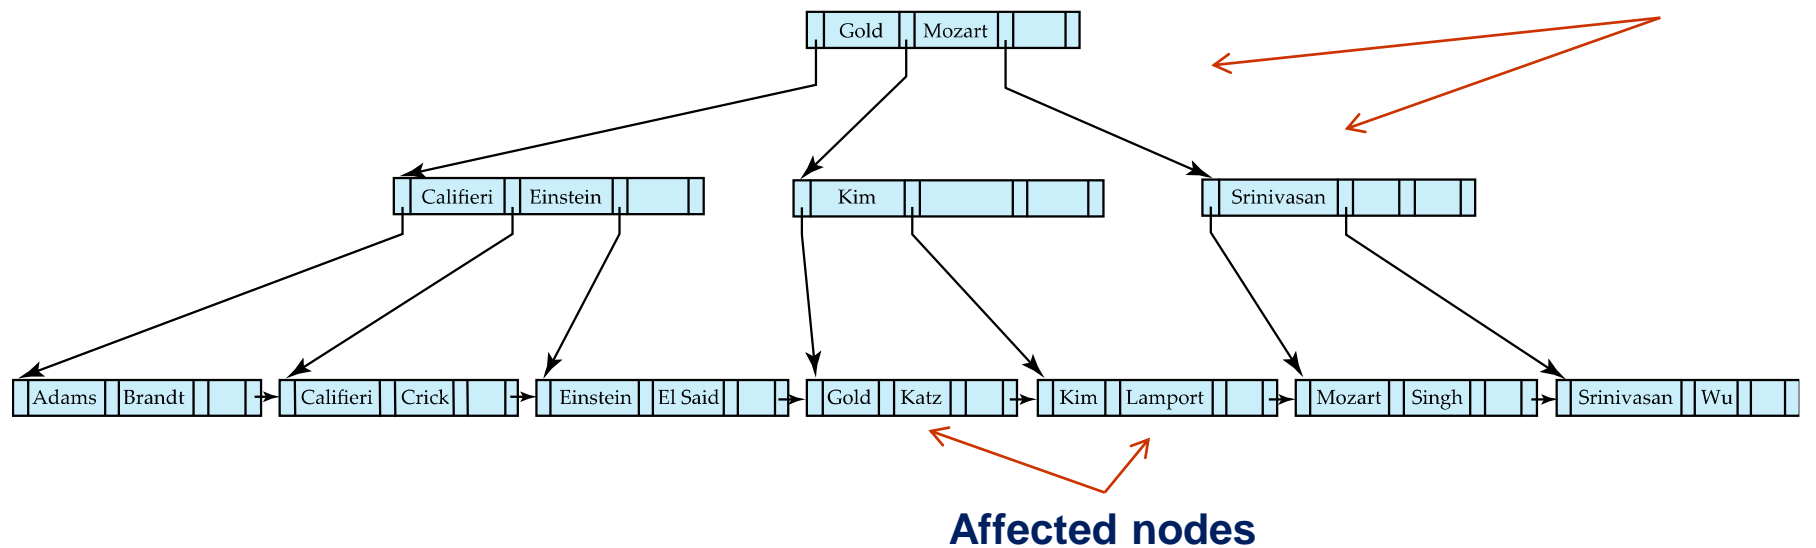 Gold Mozart
Califieri Einstein Kim Srinivasan
Adams Brandt Califieri Crick Einstein El Said Gold Katz Kim Lamport Mozart Singh Srinivasan Wu
Affected nodes